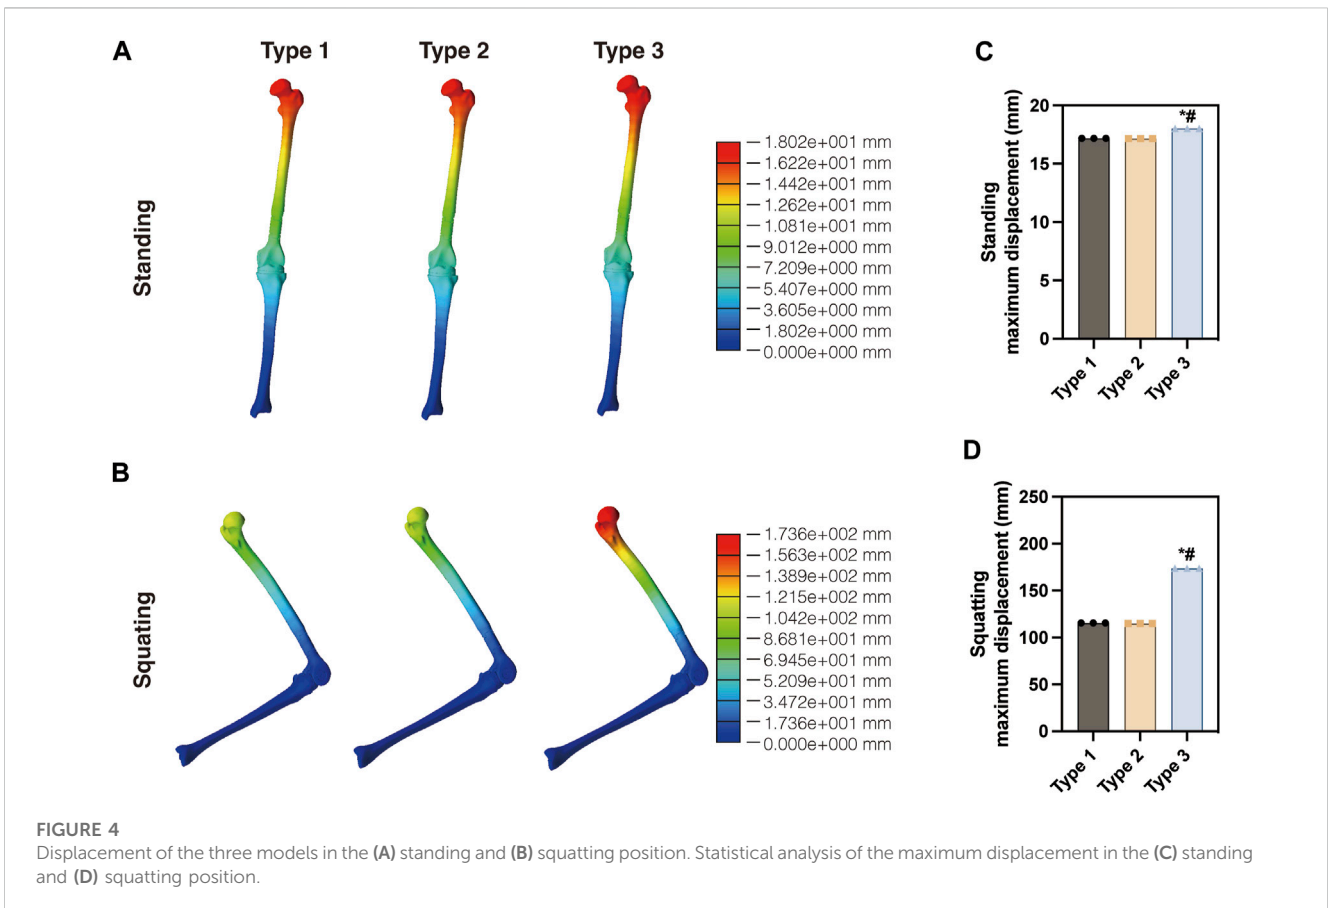 A
Type 1
Type 2
Type 3
Standing
1.802e+001 mm
1.622e+001 mm
1.442e+001 mm
1.262e+001 mm
1.081e+001 mm
9.012e+000 mm
7.209e+000 mm
5.407e+000 mm
3.605e+000 mm
1.802e+000 mm
0.000e+000 mm
C
Standing
maximum displacement (mm)
20
15
10
5
0
*#
Type 1
Type 2
Type 3
B
Squating
1.736e+002 mm
1.563e+002 mm
1.389e+002 mm
1.215e+002 mm
1.042e+002 mm
8.681e+001 mm
6.945e+001 mm
5.209e+001 mm
3.472e+001 mm
1.736e+001 mm
0.000e+000 mm
D
Squatting
maximum displacement (mm)
250
200
150
100
50
0
*#
Type 1
Type 2
Type 3
FIGURE 4
Displacement of the three models in the (A) standing and (B) squatting position. Statistical analysis of the maximum displacement in the (C) standing
and (D) squatting position.